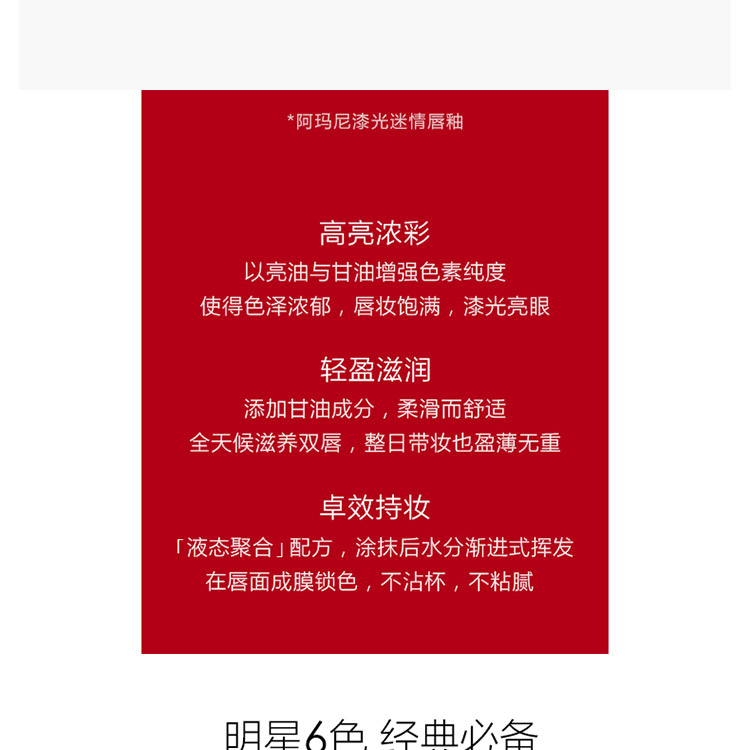 *阿玛尼漆光迷情唇釉
高亮浓彩
以亮油与甘油增强色素纯度
使得色泽浓郁，唇妆饱满，漆光亮眼
轻盈滋润
添加甘油成分，柔滑而舒适
全天候滋养双唇，整日带妆也盈薄无重
卓效持妆
「液态聚合」配方，涂抹后水分渐进式挥发
在唇面成膜锁色，不沾杯，不粘腻
明星6色 经典必备